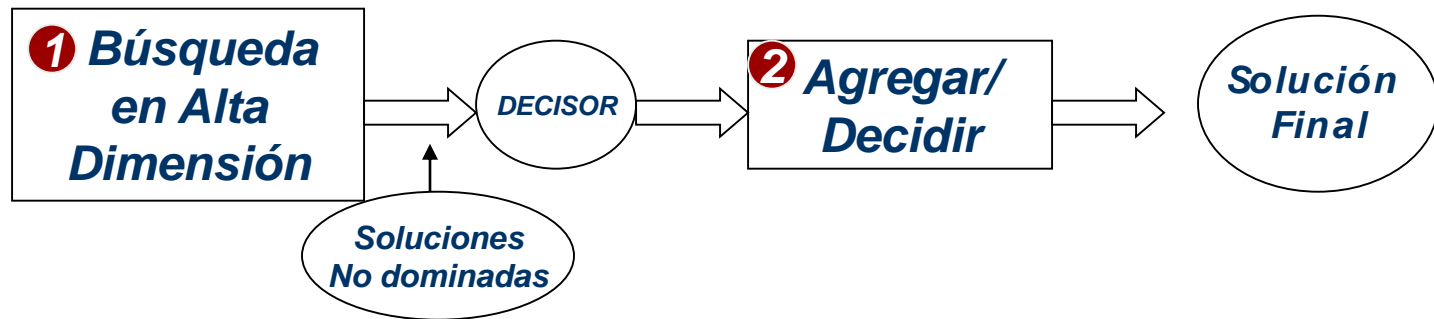 1 Búsqueda
en Alta
Dimensión
DECISOR
2 Agregar/
Decidir
Solución
Final
Soluciones
No dominadas